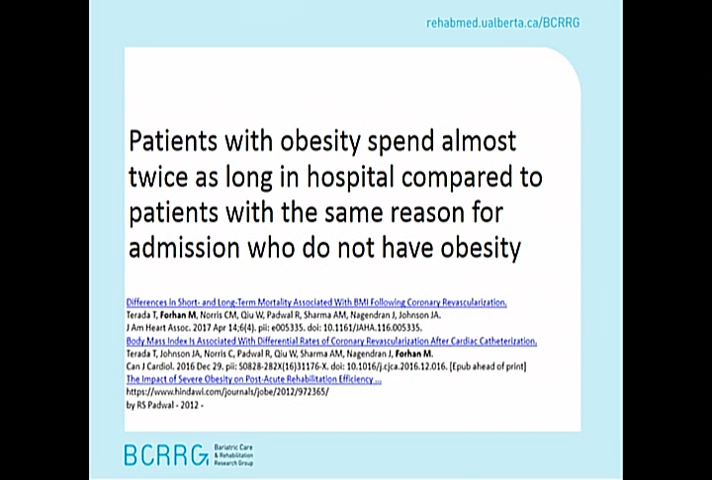 rehabmed.ualberta.ca/BCRRG
Patients with obesity spend almost
twice as long in hospital compared to
patients with the same reason for
admission who do not have obesity
Differences in Short- and Long-Term Mortality Associated With BMI Following Coronary Revascularization.
Terada T, Forhan M, Norris CM, Qiu W, Padwal R, Sharma AM, Nagendran J, Johnson JA.
J Am Heart Assoc. 2017 Apr 14;6(4). pii: e005335. doi: 10.1161/JAHA.116.005335.
Body Mass Index Is Associated With Differential Rates of Coronary Revascularization After Cardiac Catheterization.
Terada T, Johnson JA, Norris C, Padwal R, Qiu W, Sharma AM, Nagendran J, Forhan M.
Can J Cardiol. 2016 Dec 29. pii: S0828-282X(16)31176-X. doi: 10.1016/j.cjca.2016.12.016. [Epub ahead of print]
The Impact of Severe Obesity on Post-Acute Rehabilitation Efficiency ...
https://www.hindawi.com/journals/jobe/2012/972365/
by RS Padwal - 2012 -
BCRRG
Bariatric Care
& Rehabilitation
Research Group